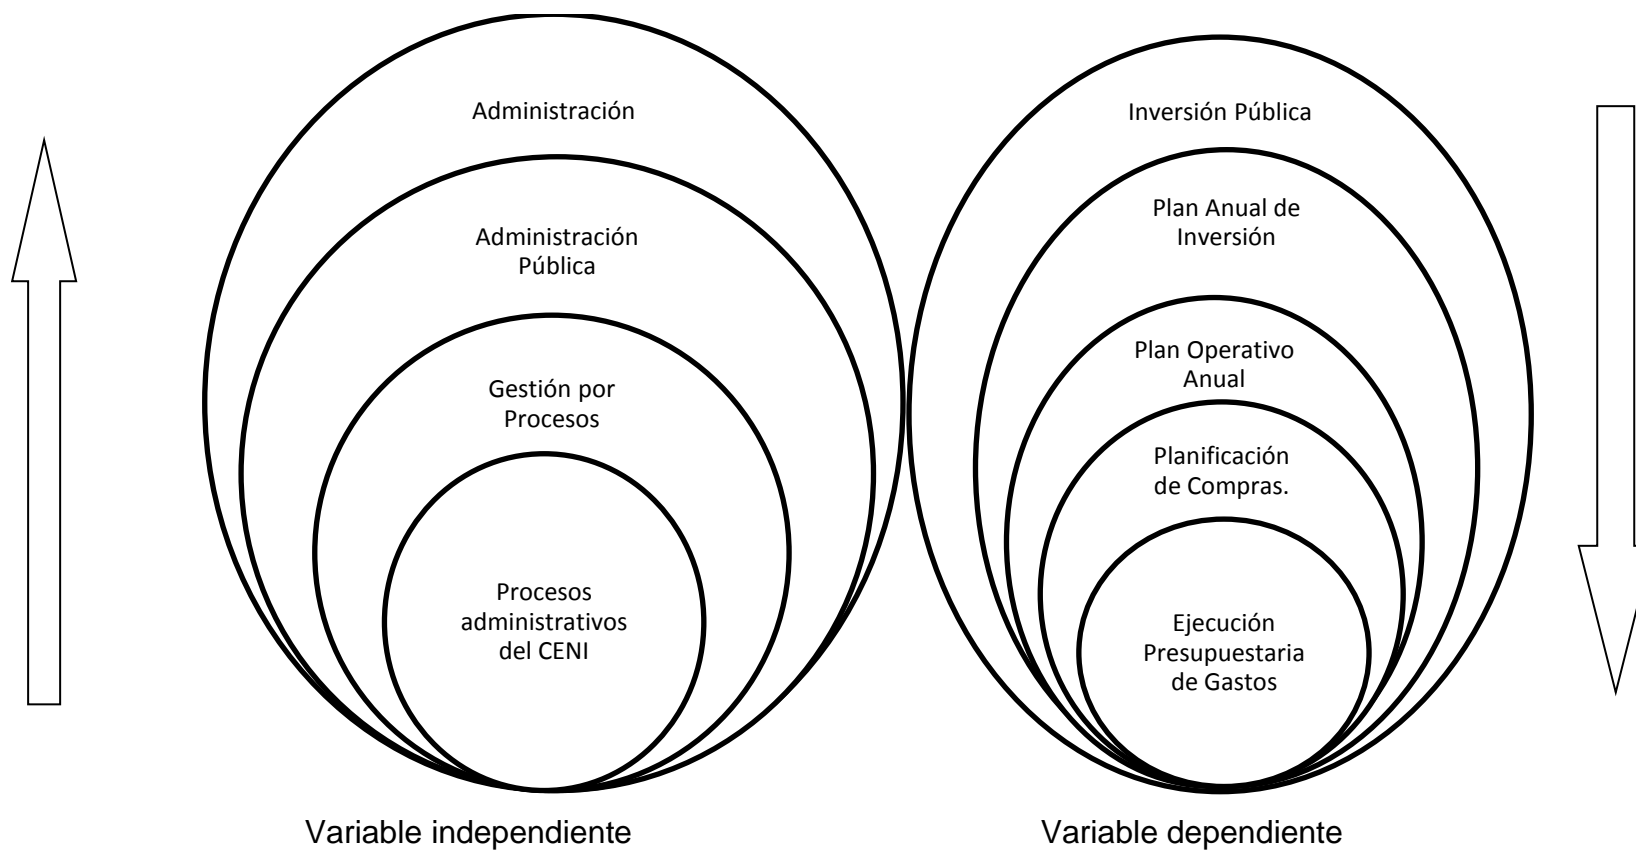 Administración
Administración
Pública
Gestión por
Procesos
Procesos
administrativos
del CENI
Variable independiente
Inversión Pública
Plan Anual de
Inversión
Plan Operativo
Anual
Planificación
de Compras.
Ejecución
Presupuestaria
de Gastos
Variable dependiente